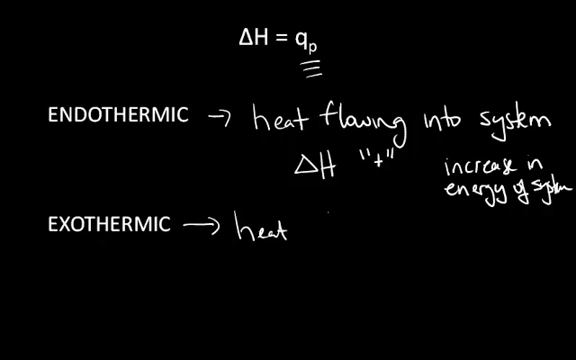 ΔH = qp
ENDOTHERMIC → heat flowing into system
ΔH "+" increase in
energy of system
EXOTHERMIC → heat